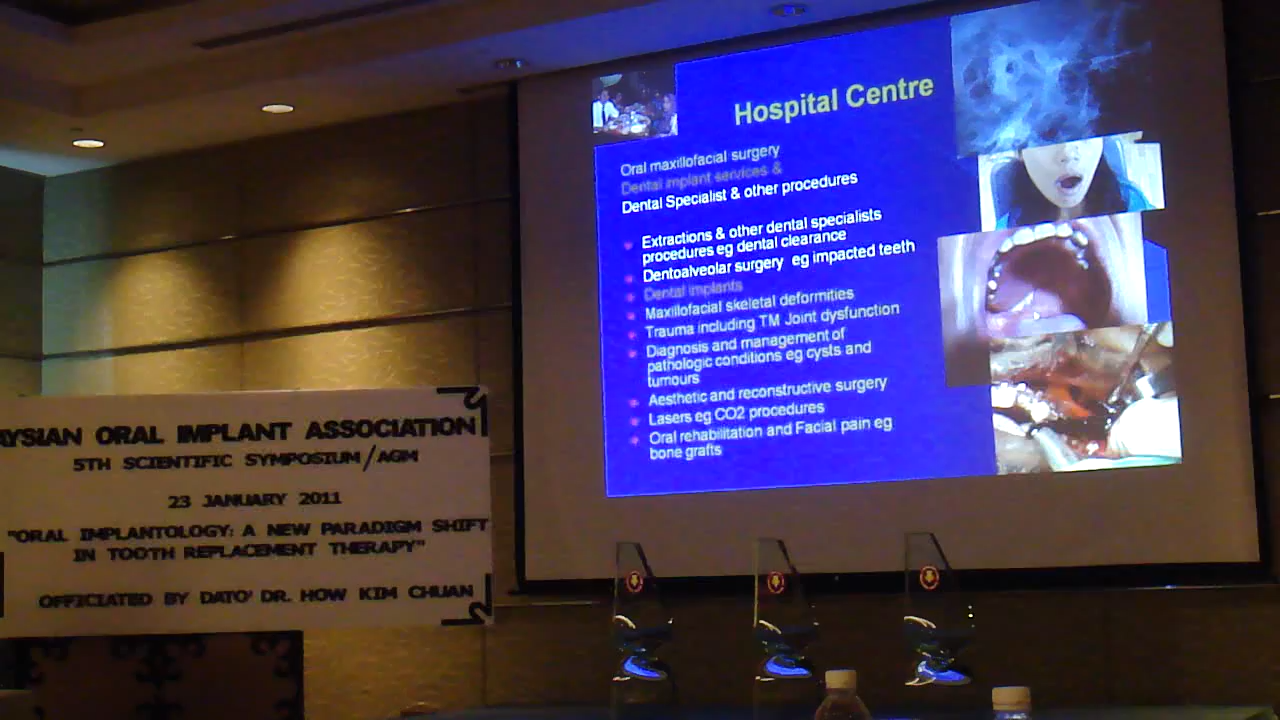 AYSIAN ORAL IMPLANT ASSOCIATION
5TH SCIENTIFIC SYMPOSIUM/AGM
23 JANUARY 2011
"ORAL IMPLANTOLOGY: A NEW PARADIGM SHIFT
IN TOOTH REPLACEMENT THERAPY"
OFFICIATED BY DATO' DR. HOW KIM CHUAN
Hospital Centre
Oral maxillofacial surgery
Dental implant services &
Dental Specialist & other procedures
Extractions & other dental specialists
procedures eg dental clearance
Dentoalveolar surgery eg impacted teeth
Dental implants
Maxillofacial skeletal deformities
Trauma including TM Joint dysfunction
Diagnosis and management of
pathologic conditions eg cysts and
tumours
Aesthetic and reconstructive surgery
Lasers eg CO2 procedures
Oral rehabilitation and Facial pain eg
bone grafts